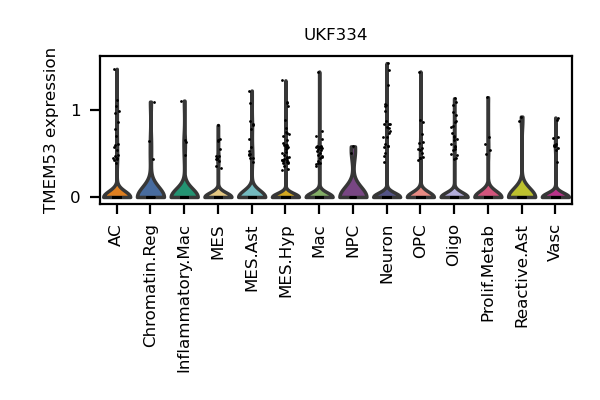 UKF334
TMEM53 expression
1
0
AC
Chromatin.Reg
Inflammatory.Mac
MES
MES.Ast
MES.Hyp
Mac
NPC
Neuron
OPC
Oligo
Prolif.Metab
Reactive.Ast
Vasc